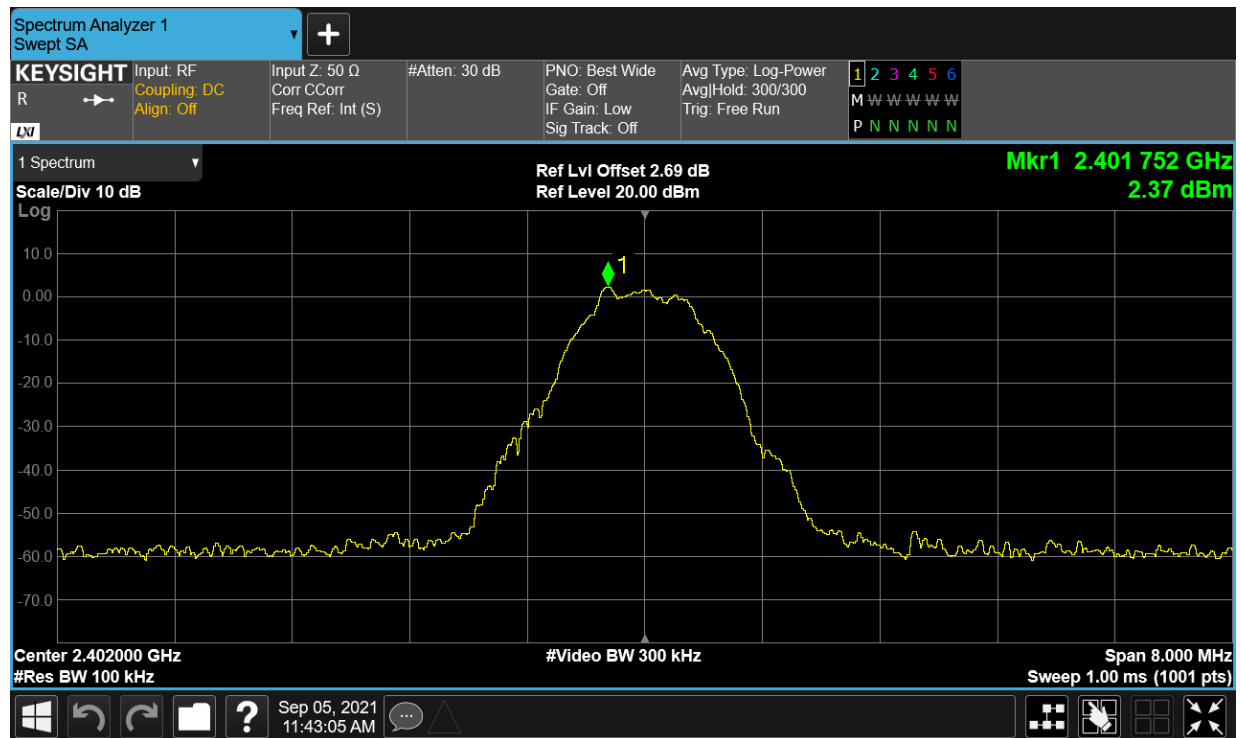 Spectrum Analyzer 1
Swept SA
+
KEYSIGHT
R
LXI
Input: RF
Coupling: DC
Align: Off
Input Z: 50 Ω
Corr CCorr
Freq Ref: Int (S)
#Atten: 30 dB
PNO: Best Wide
Gate: Off
IF Gain: Low
Sig Track: Off
Avg Type: Log-Power
Avg|Hold: 300/300
Trig: Free Run
1 2 3 4 5 6
M W W W W W
P N N N N N
1 Spectrum
Scale/Div 10 dB
Ref Lvl Offset 2.69 dB
Ref Level 20.00 dBm
Mkr1 2.401 752 GHz
2.37 dBm
Log
1
10.0
0.00
-10.0
-20.0
-30.0
-40.0
-50.0
-60.0
-70.0
Center 2.402000 GHz
#Video BW 300 kHz
Span 8.000 MHz
#Res BW 100 kHz
Sweep 1.00 ms (1001 pts)
?
Sep 05, 2021
11:43:05 AM